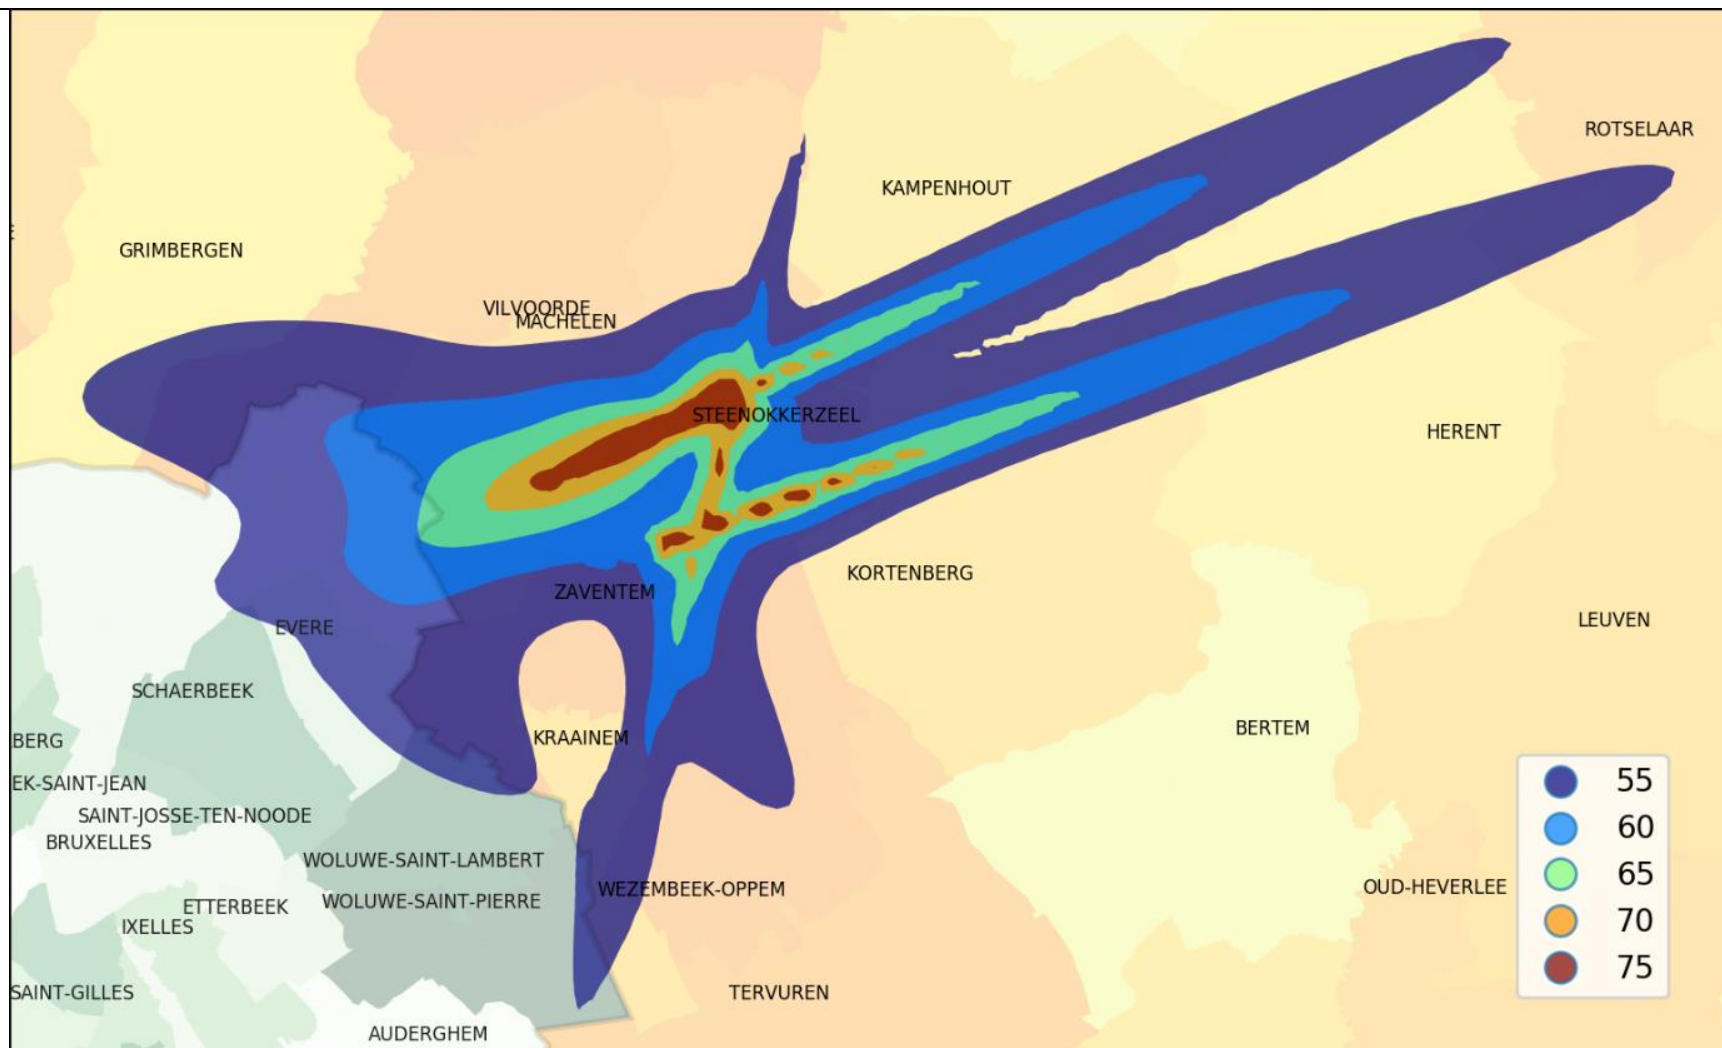 ROTSELAAR
KAMPENHOUT
GRIMBERGEN
VILVOORDE
MACHELEN
STEENOKKERZEEL
HERENT
KORTENBERG
ZAVENTEM
LEUVEN
EVERE
SCHAERBEEK
BERTEM
KRAAINEM
BERG
EK-SAINT-JEAN
SAINT-JOSSE-TEN-NOODE
BRUXELLES
WOLUWE-SAINT-LAMBERT
WEZEMBEEK-OPPEM
OUD-HEVERLEE
WOLUWE-SAINT-PIERRE
ETTERBEEK
IXELLES
SAINT-GILLES
TERVUREN
AUDERGHEM
55
60
65
70
75